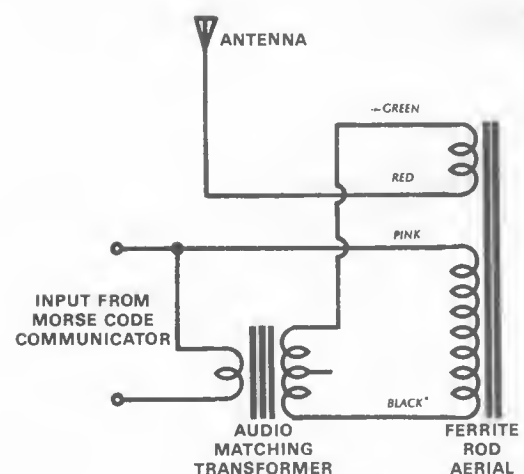 ANTENNA
GREEN
RED
PINK
INPUT FROM
MORSE CODE
COMMUNICATOR
BLACK
AUDIO
MATCHING
TRANSFORMER
FERRITE
ROD
AERIAL